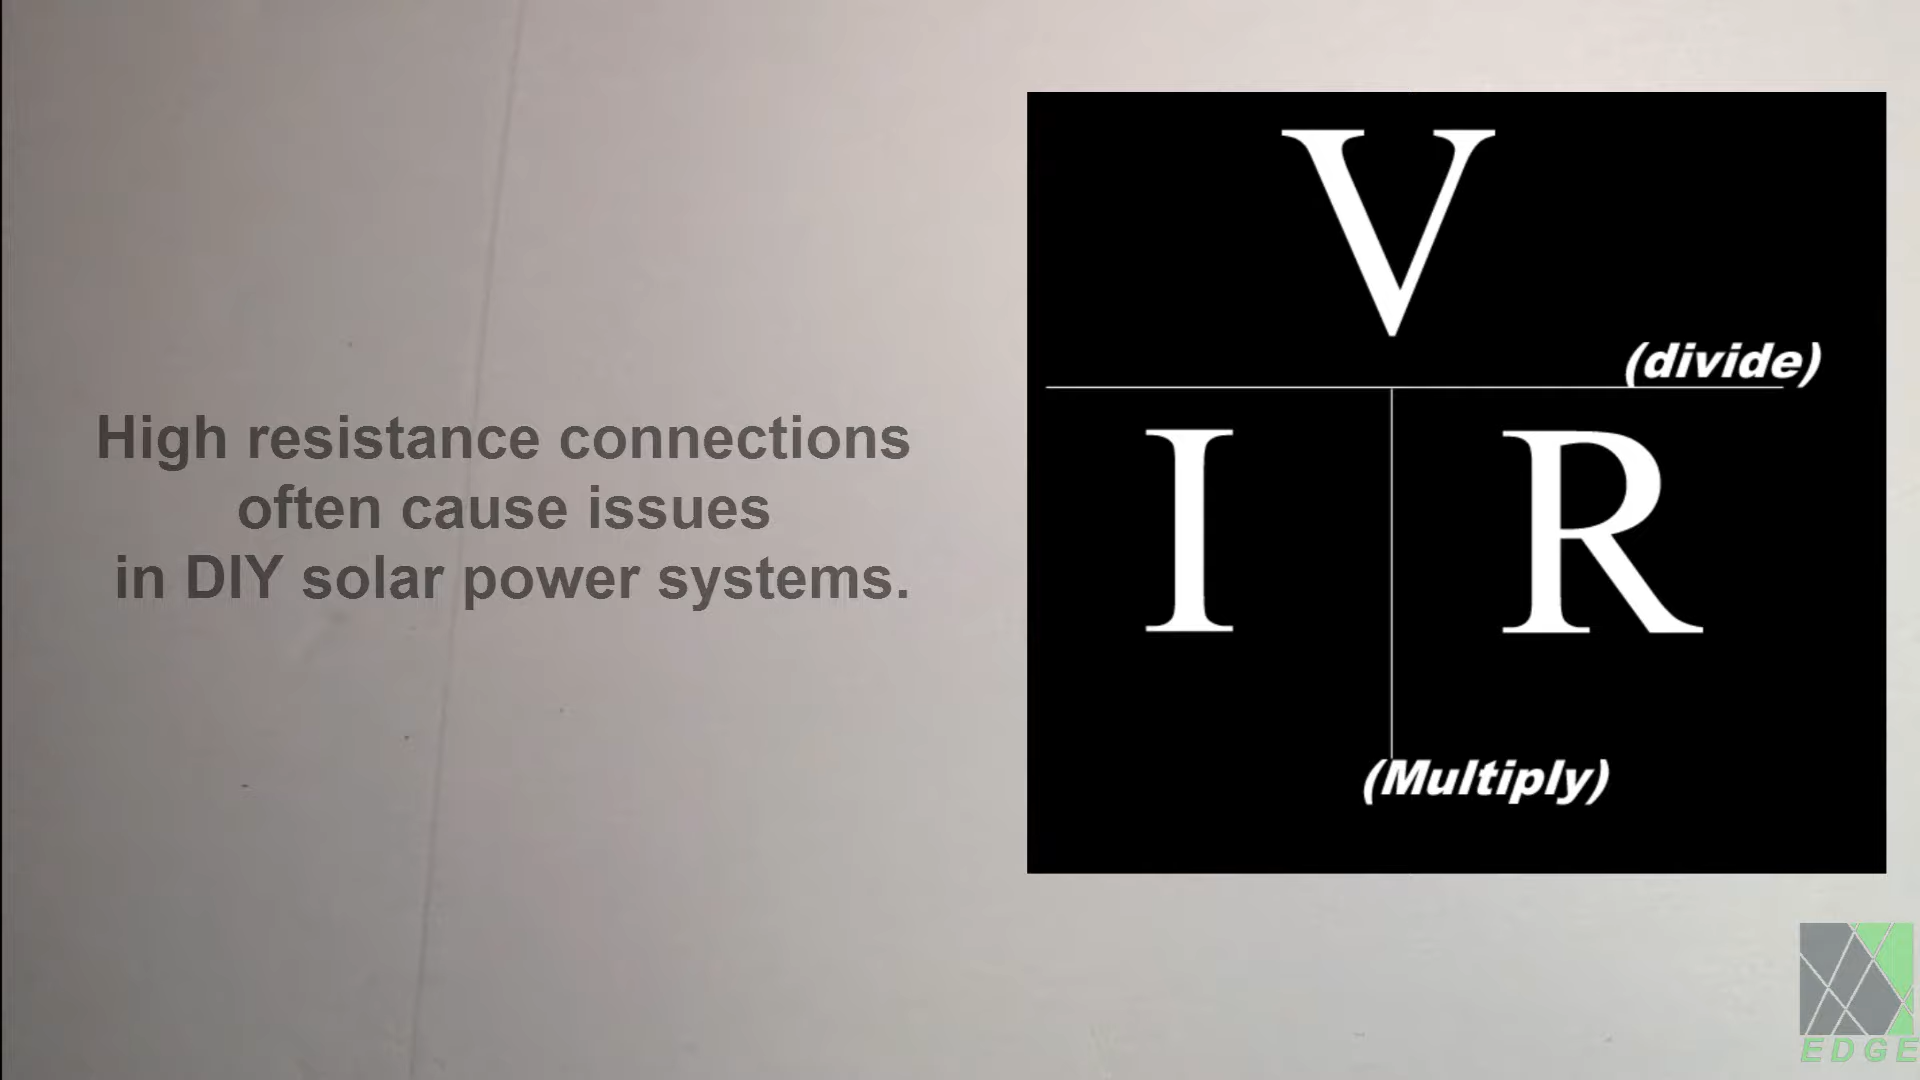 High resistance connections
often cause issues
in DIY solar power systems.
V
(divide)
I R
(Multiply)
EDGE